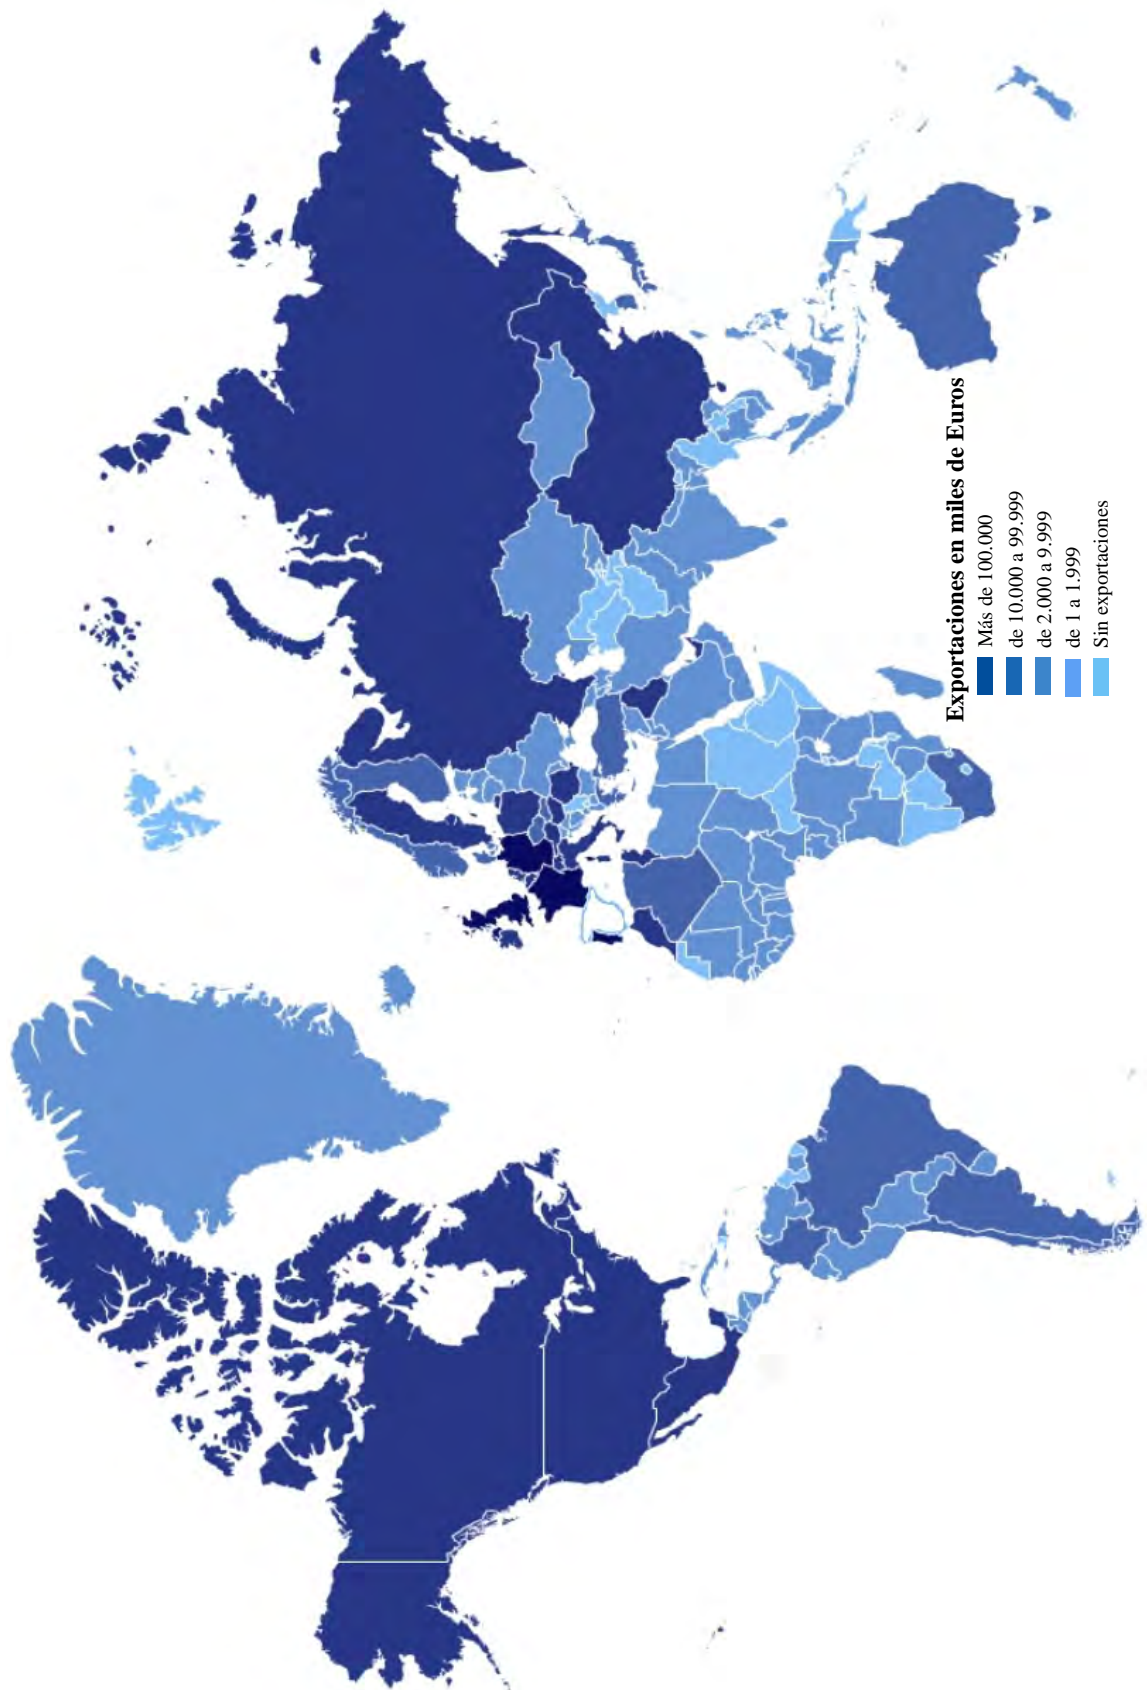 Exportaciones en miles de Euros
Más de 100.000
de 10.000 a 99.999
de 2.000 a 9.999
de 1 a 1.999
Sin exportaciones